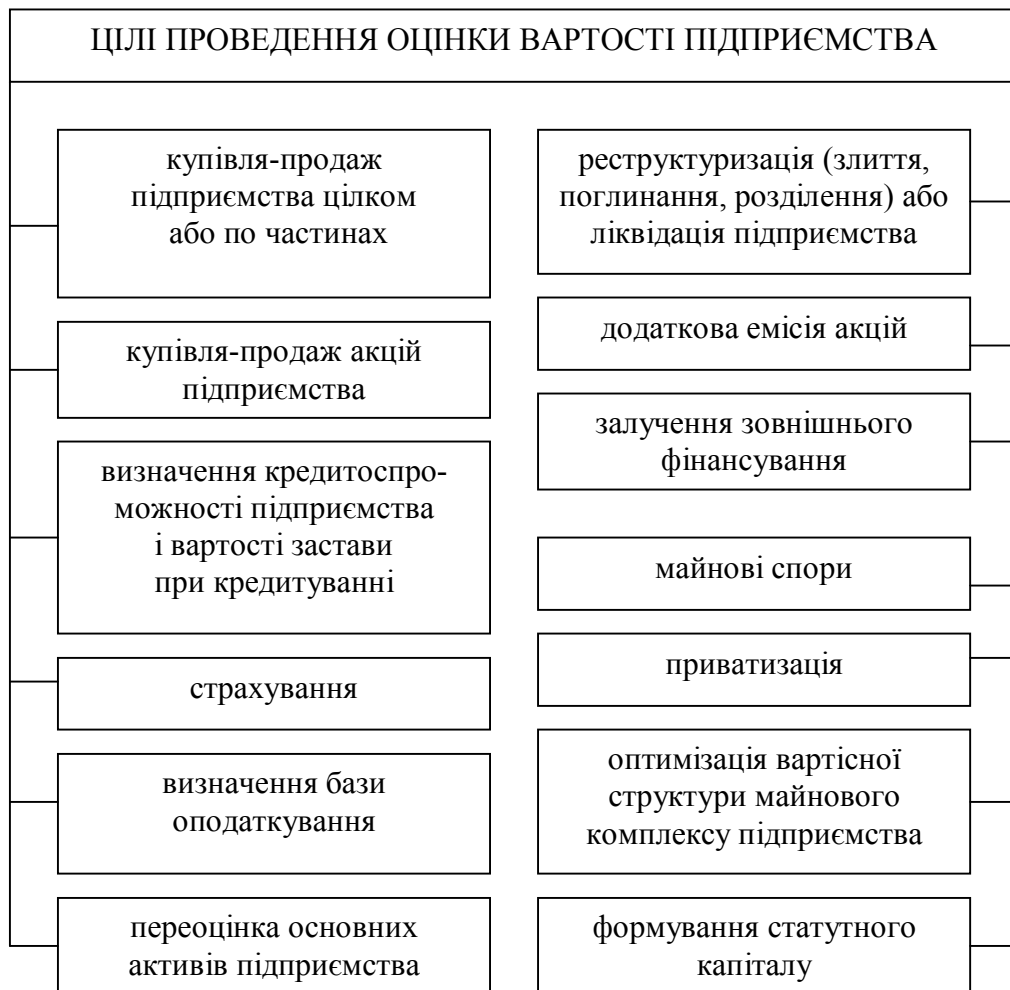 ЦІЛІ ПРОВЕДЕННЯ ОЦІНКИ ВАРТОСТІ ПІДПРИЄМСТВА
купівля-продаж
підприємства цілком
або по частинах
купівля-продаж акцій
підприємства
визначення кредитоспро-
можності підприємства
і вартості застави
при кредитуванні
страхування
визначення бази
оподаткування
переоцінка основних
активів підприємства
реструктуризація (злиття,
поглинання, розділення) або
ліквідація підприємства
додаткова емісія акцій
залучення зовнішнього
фінансування
майнові спори
приватизація
оптимізація вартісної
структури майнового
комплексу підприємства
формування статутного
капіталу